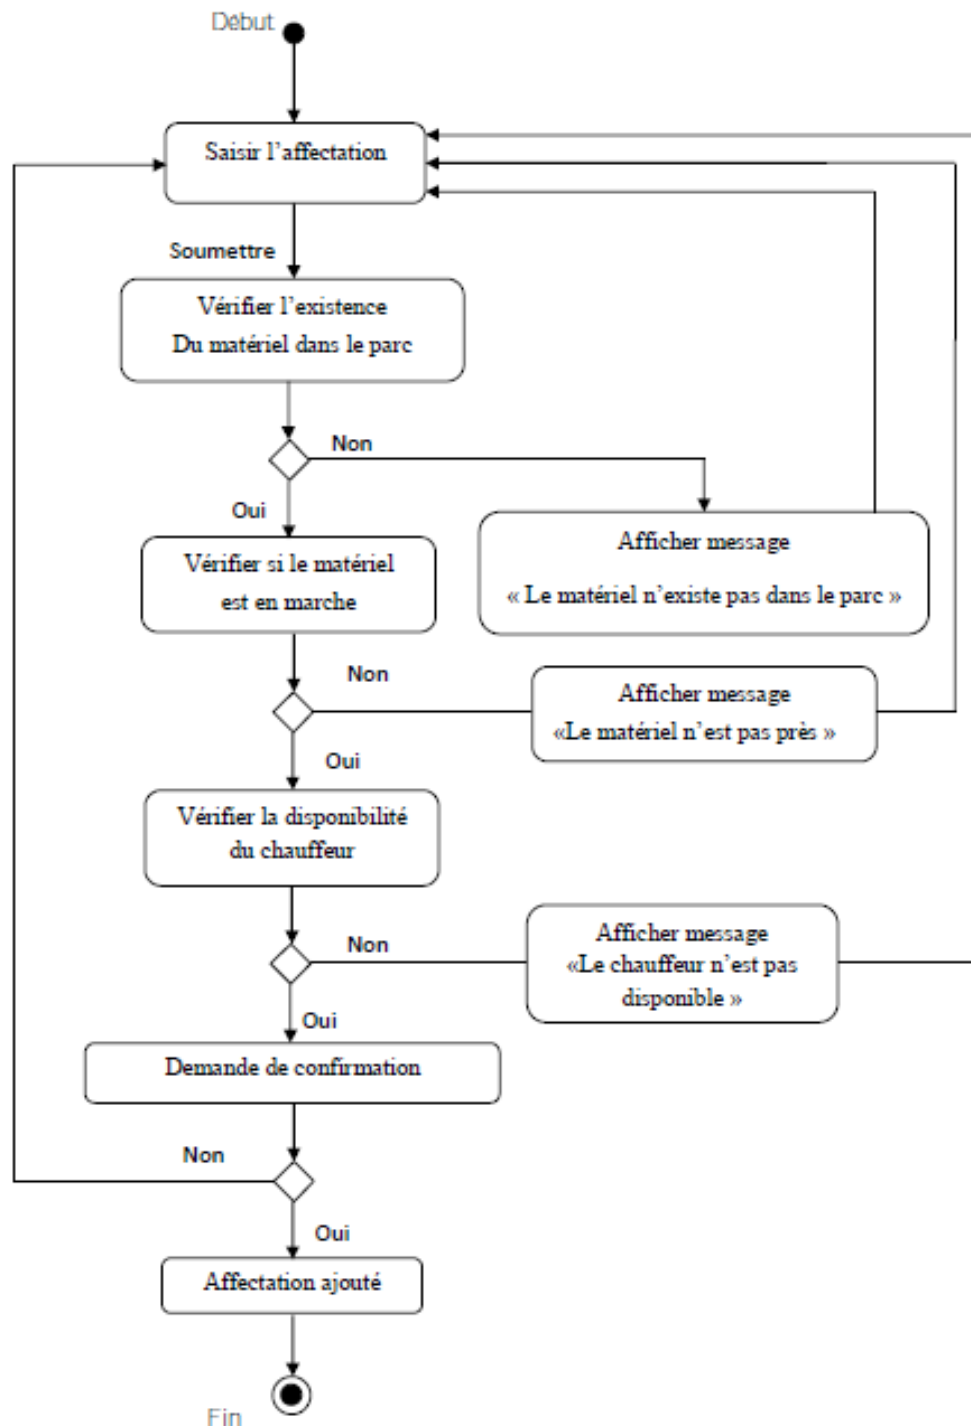 Début
Saisir l’affectation
Soumettre
Vérifier l’existence
Du matériel dans le parc
Non
Oui
Afficher message
« Le matériel n’existe pas dans le parc »
Vérifier si le matériel
est en marche
Non
Afficher message
«Le matériel n’est pas près »
Oui
Vérifier la disponibilité
du chauffeur
Non
Afficher message
«Le chauffeur n’est pas
disponible »
Oui
Demande de confirmation
Non
Oui
Affectation ajouté
Fin